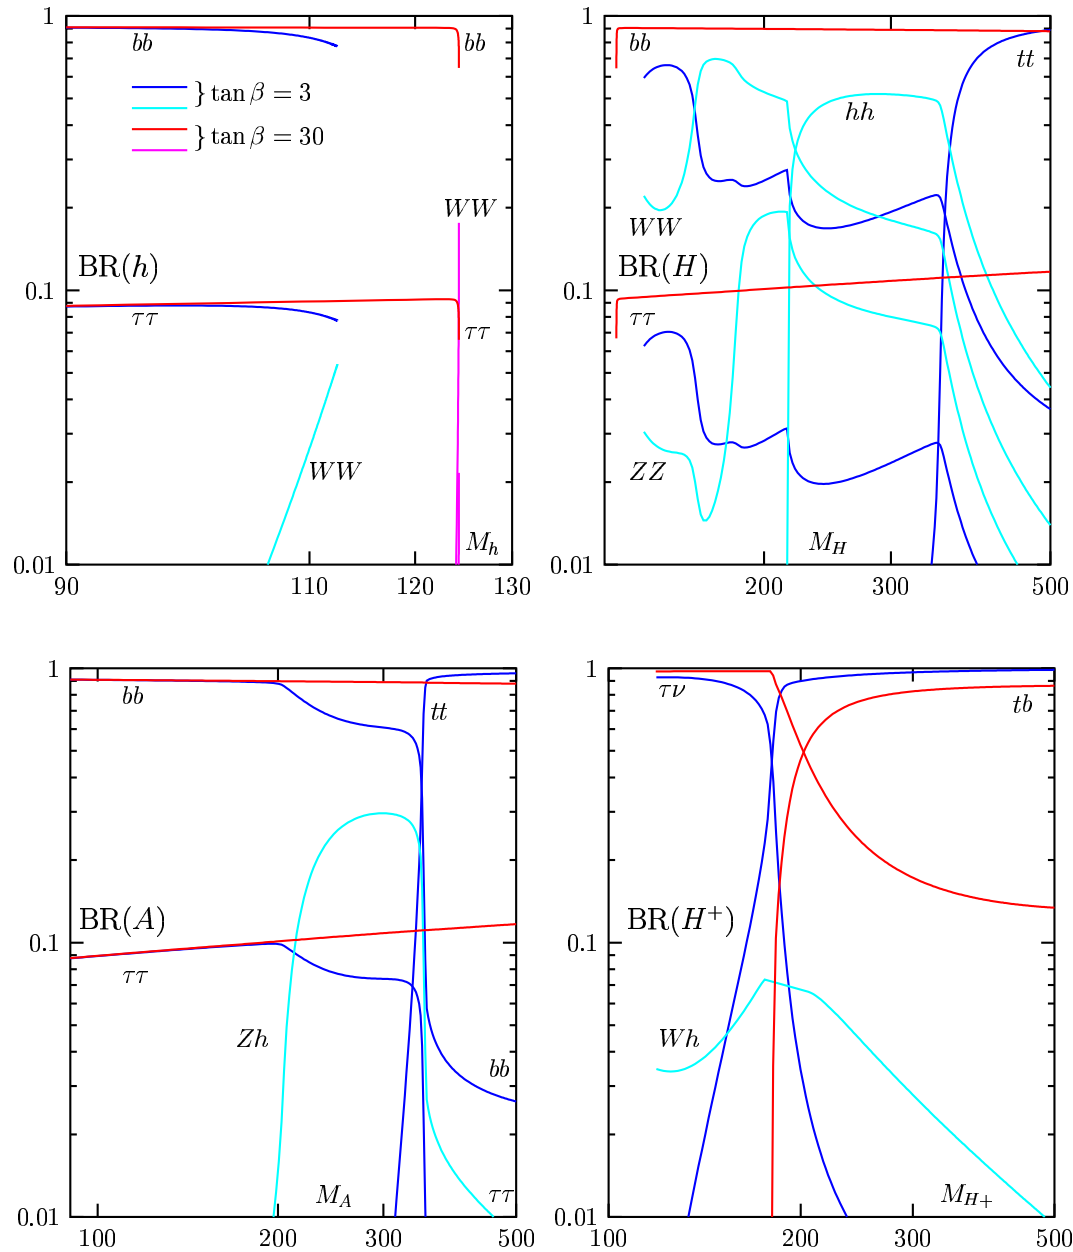 1
bb
bb
} tan β = 3
} tan β = 30
WW
BR(h)
0.1
ττ
ττ
WW
M_h
0.01
90
110
120
130
1
bb
tt
hh
WW
BR(H)
0.1
ττ
ZZ
M_H
0.01
200
300
500
1
bb
tt
BR(A)
0.1
ττ
Zh
bb
M_A
ττ
0.01
100
200
300
500
1
τν
tb
BR(H⁺)
0.1
Wh
M_{H+}
0.01
100
200
300
500